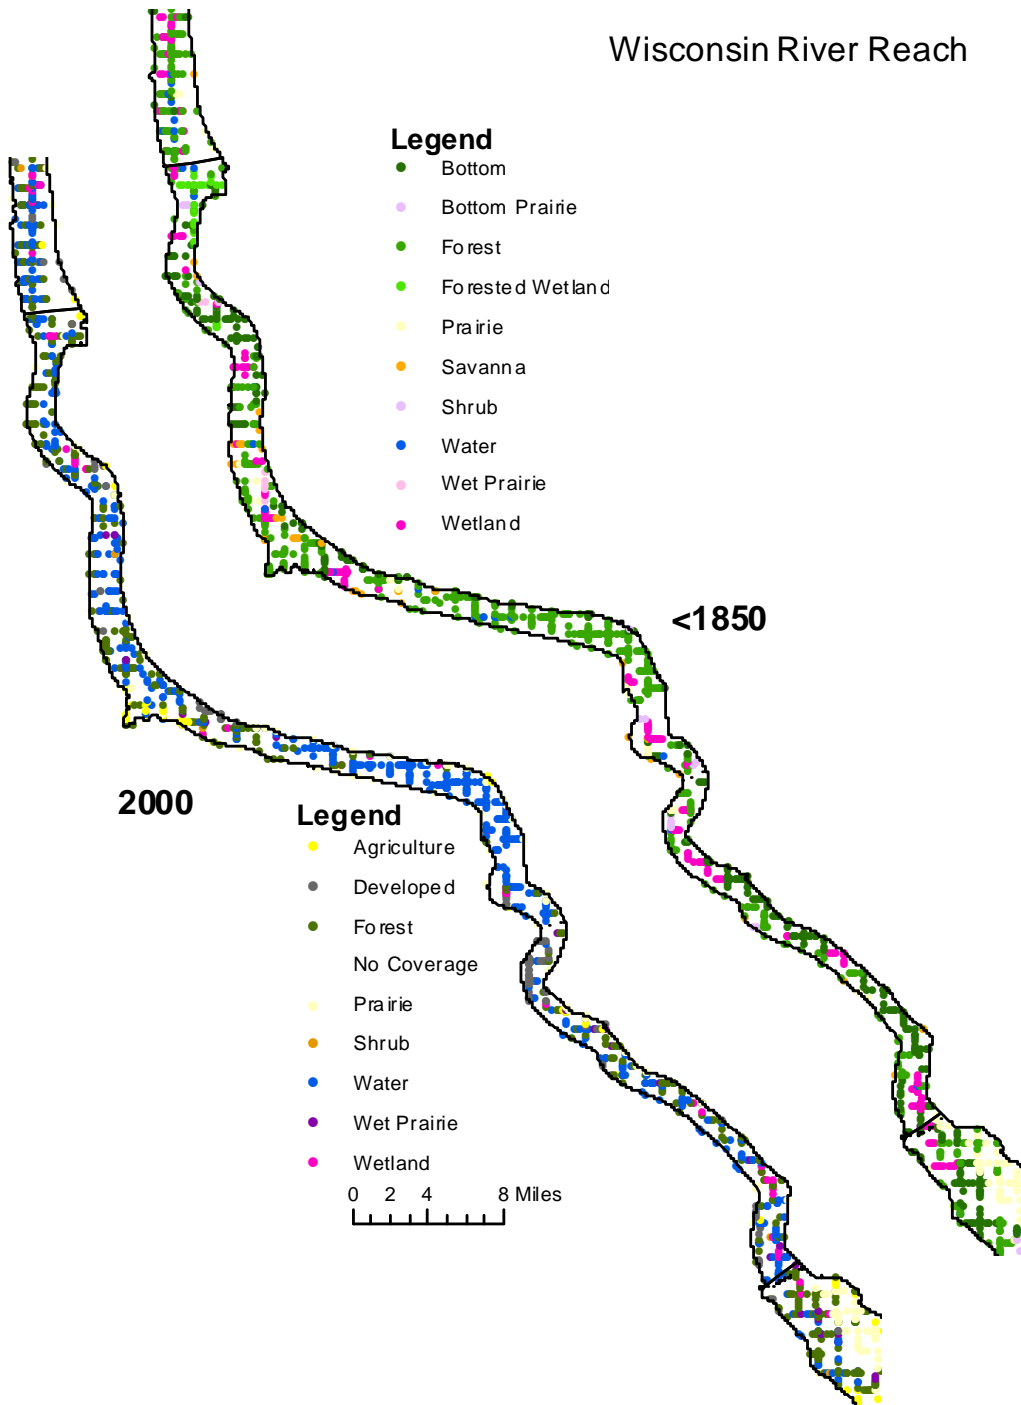 Wisconsin River Reach
Legend
Bottom
Bottom Prairie
Forest
Forested Wetland
Prairie
Savanna
Shrub
Water
Wet Prairie
Wetland
<1850
2000
Legend
Agriculture
Developed
Forest
No Coverage
Prairie
Shrub
Water
Wet Prairie
Wetland
0 2 4 8 Miles